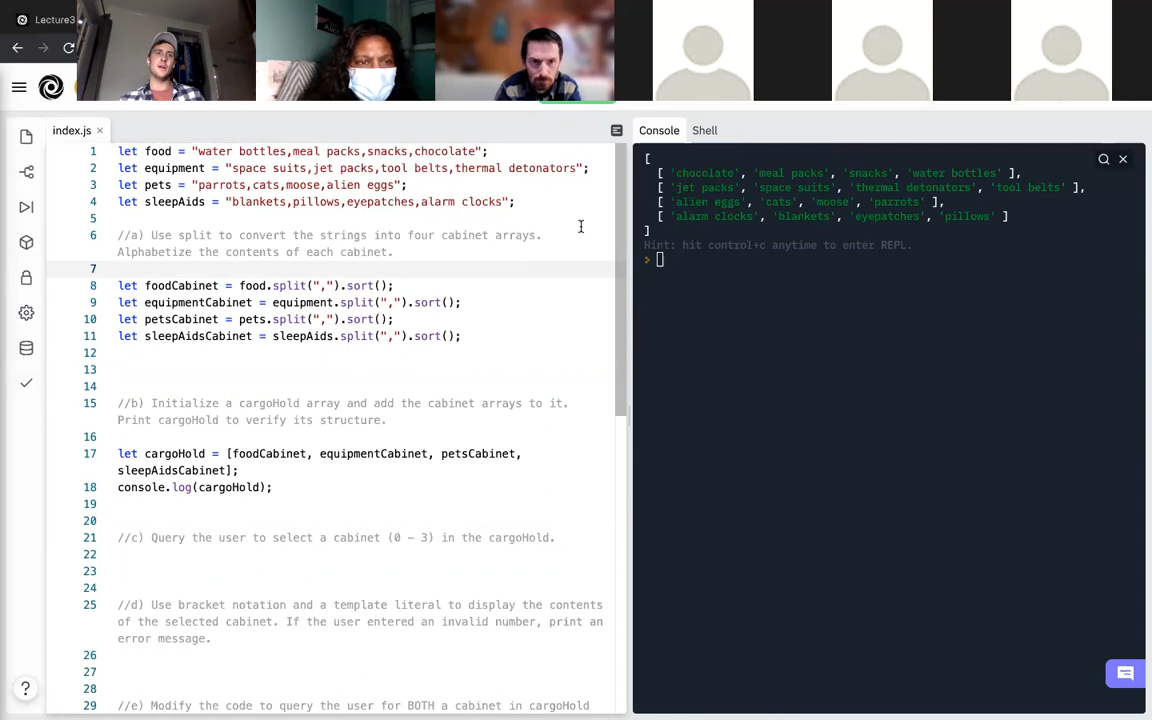 Lecture3
index.js ×
Console
Shell
1 let food = "water bottles,meal packs,snacks,chocolate";
2 let equipment = "space suits,jet packs,tool belts,thermal detonators";
3 let pets = "parrots,cats,moose,alien eggs";
4 let sleepAids = "blankets,pillows,eyepatches,alarm clocks";
5
6 //a) Use split to convert the strings into four cabinet arrays.
Alphabetize the contents of each cabinet.
7
8 let foodCabinet = food.split(",").sort();
9 let equipmentCabinet = equipment.split(",").sort();
10 let petsCabinet = pets.split(",").sort();
11 let sleepAidsCabinet = sleepAids.split(",").sort();
12
13
14
15 //b) Initialize a cargoHold array and add the cabinet arrays to it.
Print cargoHold to verify its structure.
16
17 let cargoHold = [foodCabinet, equipmentCabinet, petsCabinet,
sleepAidsCabinet];
18 console.log(cargoHold);
19
20
21 //c) Query the user to select a cabinet (0 - 3) in the cargoHold.
22
23
24
25 //d) Use bracket notation and a template literal to display the contents
of the selected cabinet. If the user entered an invalid number, print an
error message.
26
27
28
29 //e) Modify the code to query the user for BOTH a cabinet in cargoHold
[
[ 'chocolate', 'meal packs', 'snacks', 'water bottles' ],
[ 'jet packs', 'space suits', 'thermal detonators', 'tool belts' ],
[ 'alien eggs', 'cats', 'moose', 'parrots' ],
[ 'alarm clocks', 'blankets', 'eyepatches', 'pillows' ]
]
Hint: hit control+c anytime to enter REPL.
>
?